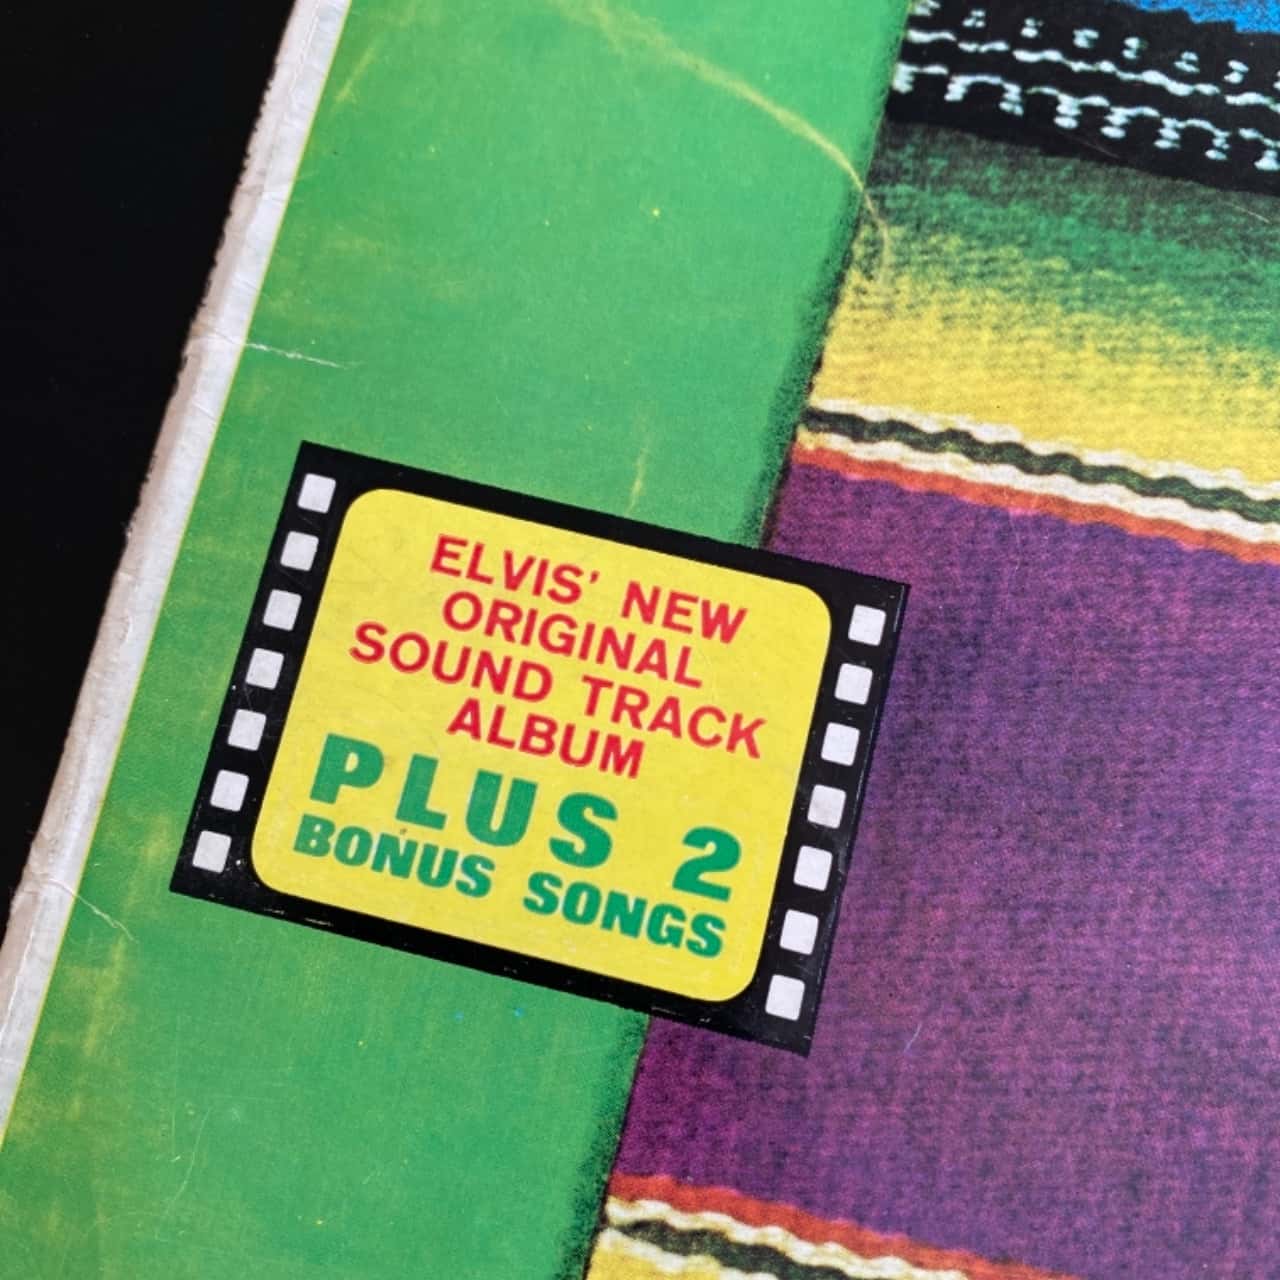 ELVIS' NEW
ORIGINAL
SOUND TRACK
ALBUM
PLUS 2
BONUS SONGS